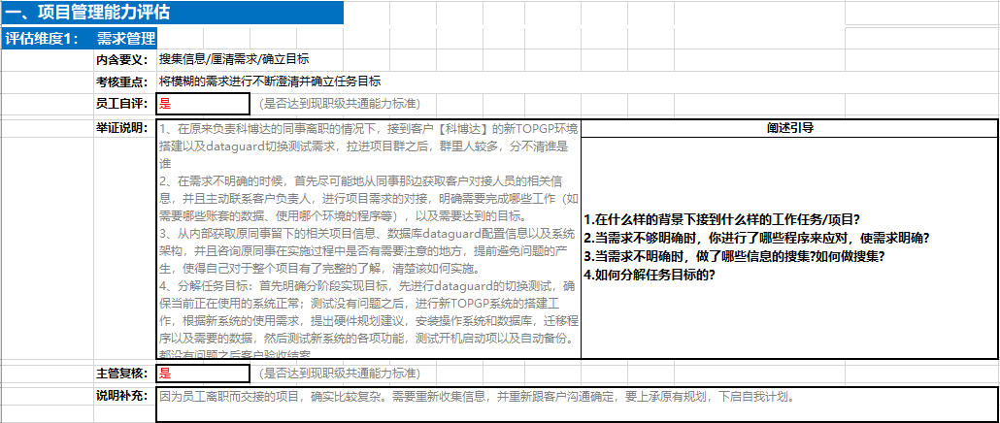 一、项目管理能力评估
评估维度1： 需求管理
内含要义： 搜集信息/厘清需求/确立目标
考核重点： 将模糊的需求进行不断澄清并确立任务目标
员工自评： 是 （是否达到现职级共通能力标准）
举证说明：
1、在原来负责科博达的同事离职的情况下，接到客户【科博达】的新TOPGP环境
搭建以及dataguard切换测试需求，拉进项目群之后，群里人较多，分不清谁是
谁
2、在需求不明确的时候，首先尽可能地从同事那边获取客户对接人员的相关信
息，并且主动联系客户负责人，进行项目需求的对接，明确需要完成哪些工作（如
需要哪些账套的数据、使用哪个环境的程序等），以及需要达到的目标。
3、从内部获取原同事留下的相关项目信息、数据库dataguard配置信息以及系统
架构，并且咨询原同事在实施过程中是否有需要注意的地方，提前避免问题的产
生，使得自己对于整个项目有了完整的了解，清楚该如何实施。
4、分解任务目标：首先明确分阶段实现目标，先进行dataguard的切换测试，确
保当前正在使用的系统正常；测试没有问题之后，进行新TOPGP系统的搭建工
作，根据新系统的使用需求，提出硬件规划建议，安装操作系统和数据库，迁移程
序以及需要的数据，然后测试新系统的各项功能，测试开机启动项以及自动备份。
都没有问题之后客户验收结案
阐述引导
1.在什么样的背景下接到什么样的工作任务/项目?
2.当需求不够明确时，你进行了哪些程序来应对，使需求明确?
3.当需求不明确时，做了哪些信息的搜集?如何做搜集?
4.如何分解任务目标的?
主管复核： 是 （是否达到现职级共通能力标准）
说明补充： 因为员工离职而交接的项目，确实比较复杂。需要重新收集信息，并重新跟客户沟通确定，要上承原有规划，下启自我计划。